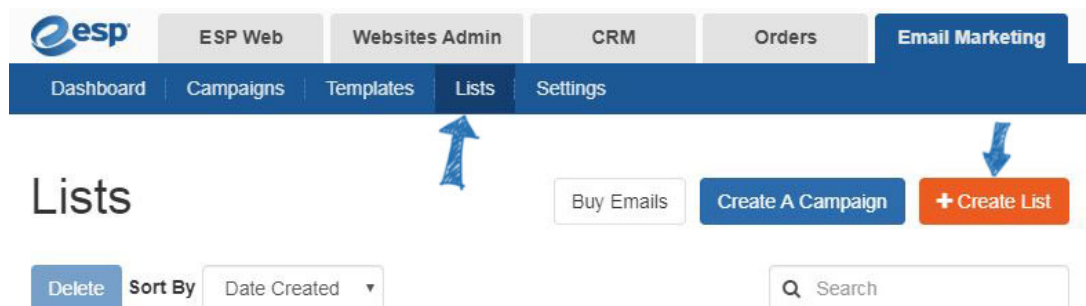 esp ESP Web Websites Admin CRM Orders Email Marketing
Dashboard Campaigns Templates Lists Settings
Lists Buy Emails Create A Campaign + Create List
Delete Sort By Date Created Search